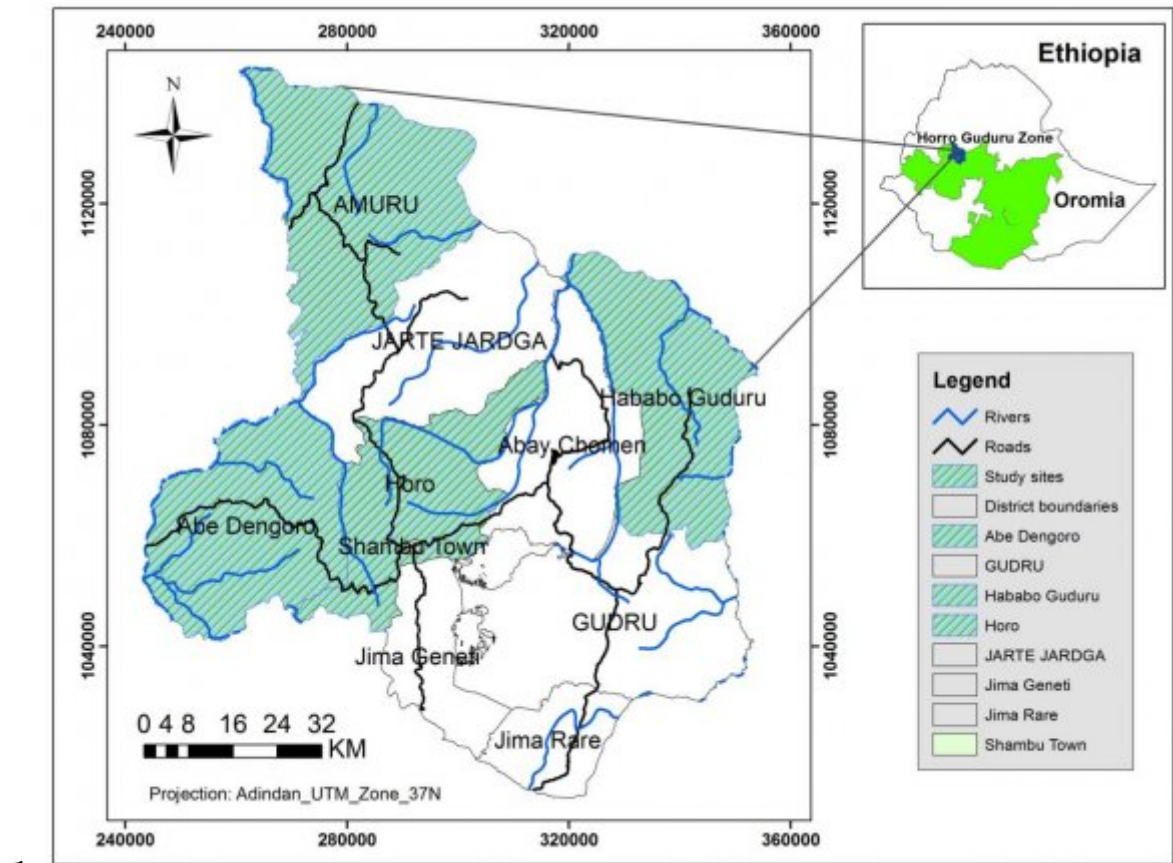 240000 280000 320000 360000
Ethiopia
Horro Guduru Zone
Oromia
N
AMURU
1120000
1120000
JARTE JARDGA
Hababo Guduru
1080000
1080000
Abay Chomen
Horo
Abe Dengoro
Shambu Town
GUDRU
1040000
1040000
Jima Geneti
Jima Rare
0 4 8 16 24 32
KM
Projection: Adindan_UTM_Zone_37N
240000 280000 320000 360000
Legend
Rivers
Roads
Study sites
District boundaries
Abe Dengoro
GUDRU
Hababo Guduru
Horo
JARTE JARDGA
Jima Geneti
Jima Rare
Shambu Town